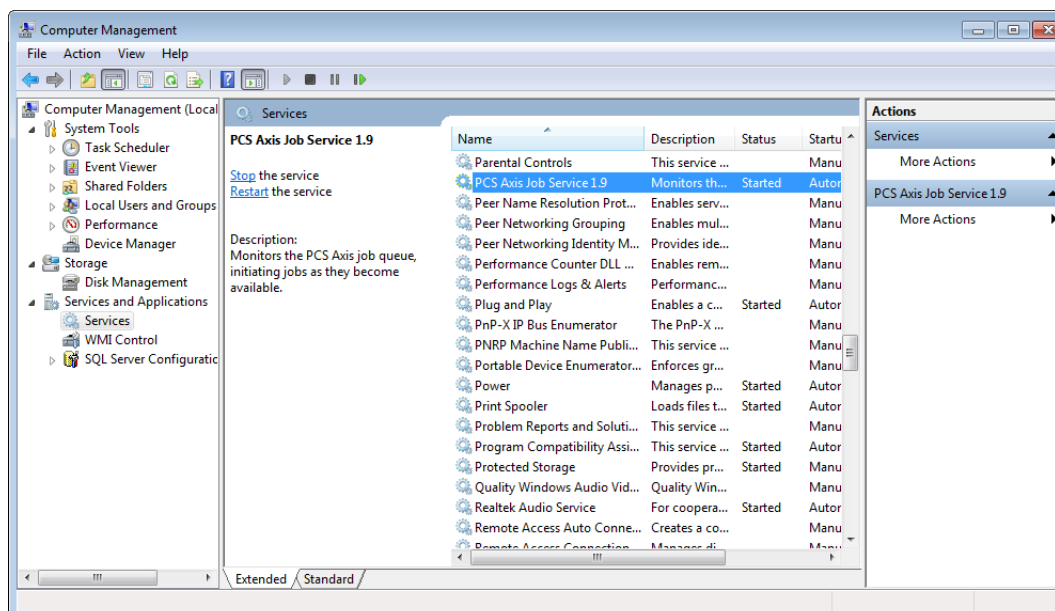 Computer Management
File Action View Help
Computer Management (Local
System Tools
Task Scheduler
Event Viewer
Shared Folders
Local Users and Groups
Performance
Device Manager
Storage
Disk Management
Services and Applications
Services
WMI Control
SQL Server Configuratic
Services
PCS Axis Job Service 1.9
Stop the service
Restart the service
Description:
Monitors the PCS Axis job queue,
initiating jobs as they become
available.
Name Description Status Startu
Parental Controls This service ... Manu
PCS Axis Job Service 1.9 Monitors th... Started Autor
Peer Name Resolution Prot... Enables serv... Manu
Peer Networking Grouping Enables mul... Manu
Peer Networking Identity M... Provides ide... Manu
Performance Counter DLL ... Enables rem... Manu
Performance Logs & Alerts Performanc... Manu
Plug and Play Enables a c... Started Autor
PnP-X IP Bus Enumerator The PnP-X ... Manu
PNRP Machine Name Publi... This service ... Manu
Portable Device Enumerator... Enforces gr... Manu
Power Manages p... Started Autor
Print Spooler Loads files t... Started Autor
Problem Reports and Soluti... This service ... Manu
Program Compatibility Assi... This service ... Started Autor
Protected Storage Provides pr... Started Manu
Quality Windows Audio Vid... Quality Win... Manu
Realtek Audio Service For coopera... Started Autor
Remote Access Auto Conne... Creates a co... Manu
Remote Access Connection Manages di Manu
Extended Standard
Actions
Services
More Actions
PCS Axis Job Service 1.9
More Actions